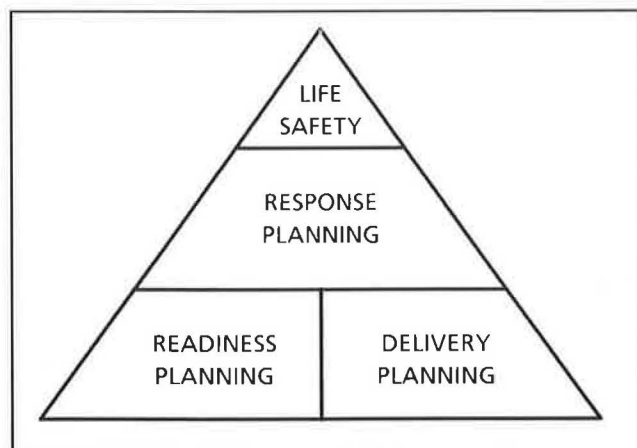 LIFE
SAFETY
RESPONSE
PLANNING
READINESS
PLANNING
DELIVERY
PLANNING